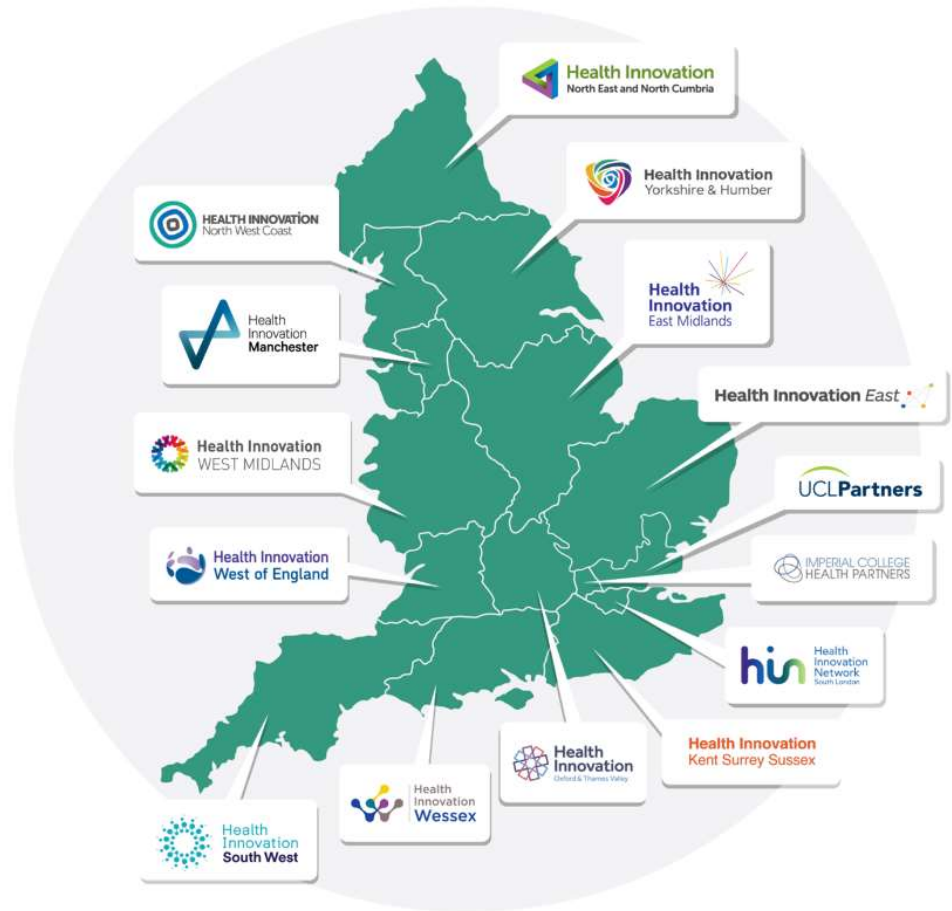 Health Innovation
North East and North Cumbria
Health Innovation
Yorkshire & Humber
HEALTH INNOVATION
North West Coast
Health
Innovation
East Midlands
Health
Innovation
Manchester
Health Innovation East
Health Innovation
WEST MIDLANDS
UCLPartners
Health Innovation
West of England
IMPERIAL COLLEGE
HEALTH PARTNERS
hin
Health
Innovation
Network
South London
Health Innovation
Kent Surrey Sussex
Health
Innovation
Oxford & Thames Valley
Health
Innovation
Wessex
Health
Innovation
South West